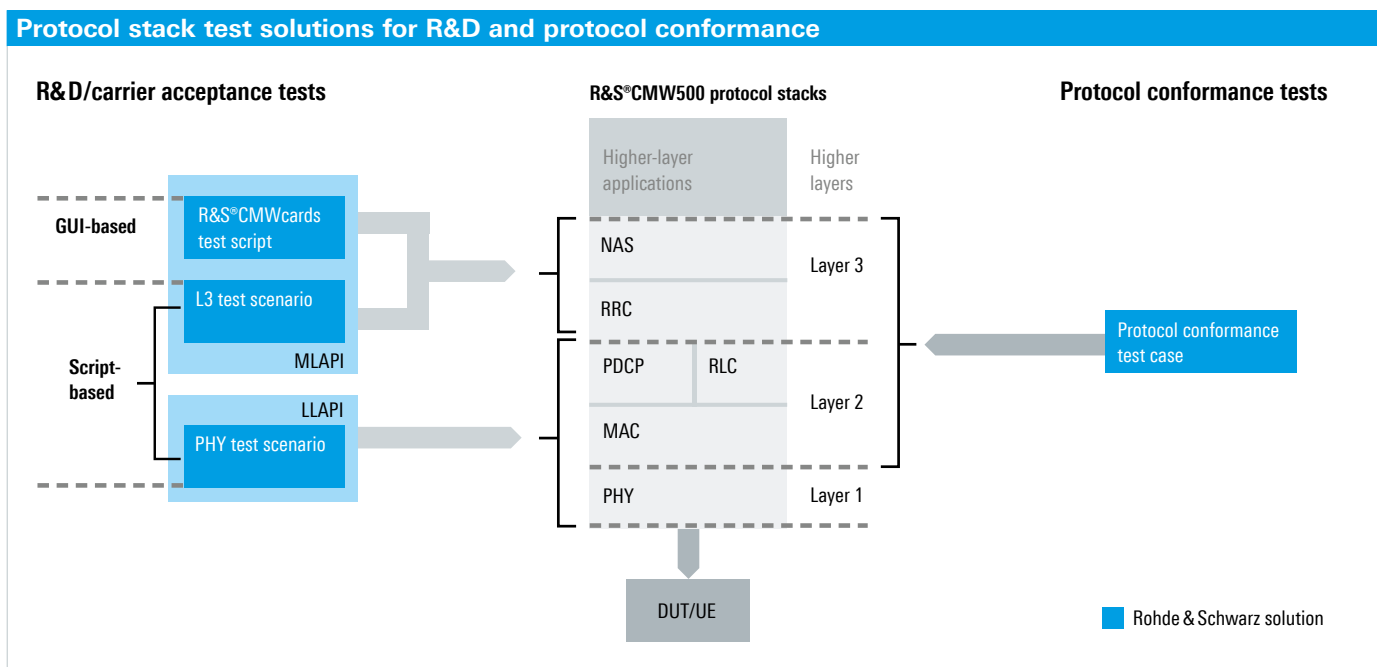 Protocol stack test solutions for R&D and protocol conformance
R&D/carrier acceptance tests
R&S®CMW500 protocol stacks
Protocol conformance tests
Higher-layer
applications
Higher
layers
GUI-based
R&S®CMWcards
test script
NAS
Layer 3
L3 test scenario
RRC
Protocol conformance
test case
MLAPI
Script-
based
PDCP
RLC
Layer 2
LLAPI
PHY test scenario
MAC
PHY
Layer 1
DUT/UE
Rohde & Schwarz solution